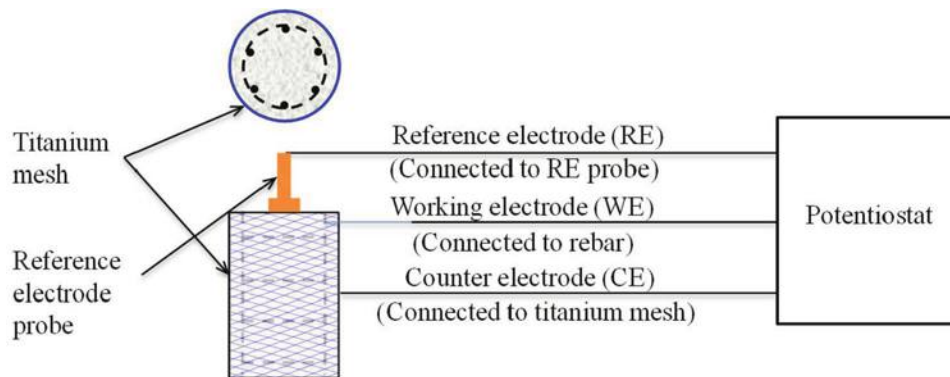 Titanium
mesh
Reference
electrode
probe
Reference electrode (RE)
(Connected to RE probe)
Working electrode (WE)
(Connected to rebar)
Counter electrode (CE)
(Connected to titanium mesh)
Potentiostat